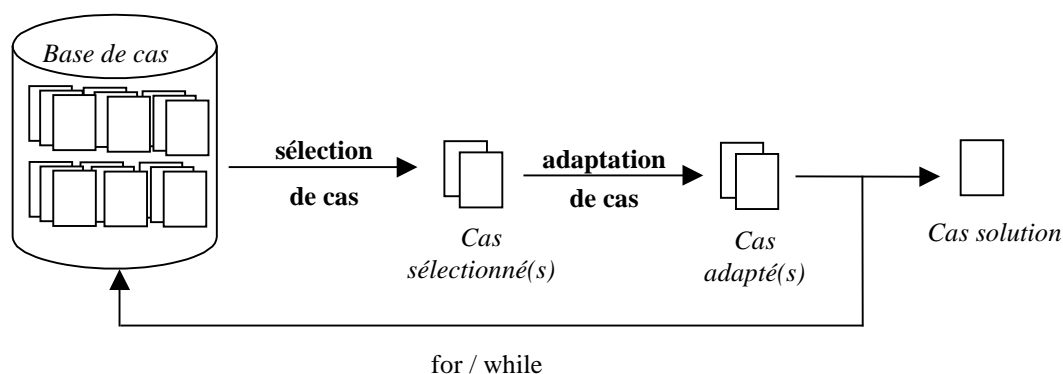 Base de cas
sélection
de cas
adaptation
de cas
Cas
sélectionné(s)
Cas
adapté(s)
Cas solution
for / while